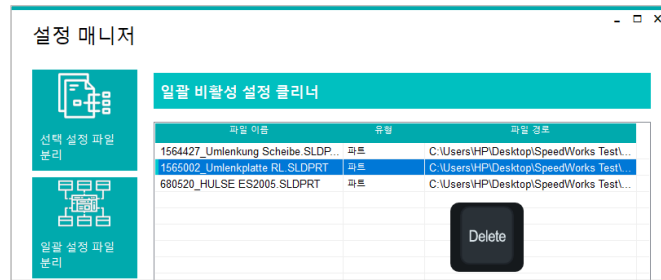 설정 매니저
선택 설정 파일
분리
일괄 설정 파일
분리
일괄 비활성 설정 클리너
파일 이름 유형 파일 경로
1564427_Umlenkung Scheibe.SLDP... 파트 C:\Users\HP\Desktop\SpeedWorks Test\...
1565002_Umlenkplatte RL.SLDPRT 파트 C:\Users\HP\Desktop\SpeedWorks Test\...
680520_HULSE ES2005.SLDPRT 파트 C:\Users\HP\Desktop\SpeedWorks Test\...
Delete